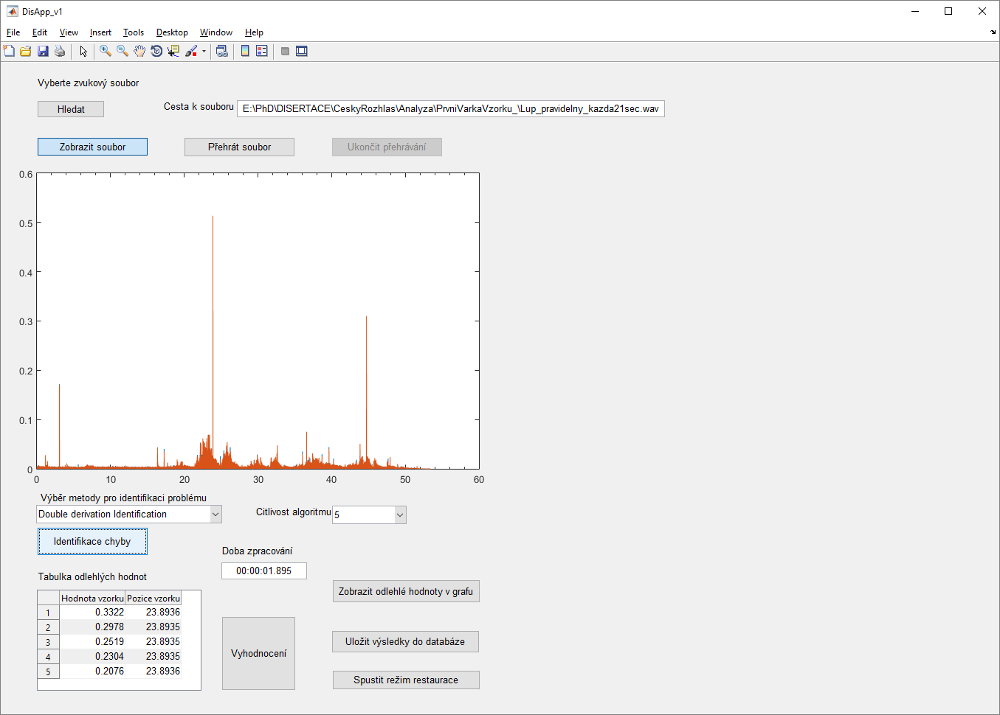 DisApp_v1
File Edit View Insert Tools Desktop Window Help
Vyberte zvukový soubor
Hledat
Cesta k souboru E:\PhD\DISERTACE\CeskyRozhlas\Analyza\PrvniVarkaVzorku_\Lup_pravidelny_kazda21sec.wav
Zobrazit soubor Přehrát soubor Ukončit přehrávání
0.6
0.5
0.4
0.3
0.2
0.1
0
0 10 20 30 40 50 60
Výběr metody pro identifikaci problému
Double derivation Identification
Citlivost algoritmu 5
Identifikace chyby
Doba zpracování
00:00:01.895
Tabulka odlehlých hodnot
Hodnota vzorku Pozice vzorku
1 0.3322 23.8936
2 0.2978 23.8935
3 0.2519 23.8935
4 0.2304 23.8935
5 0.2076 23.8936
Vyhodnocení
Zobrazit odlehlé hodnoty v grafu
Uložit výsledky do databáze
Spustit režim restaurace